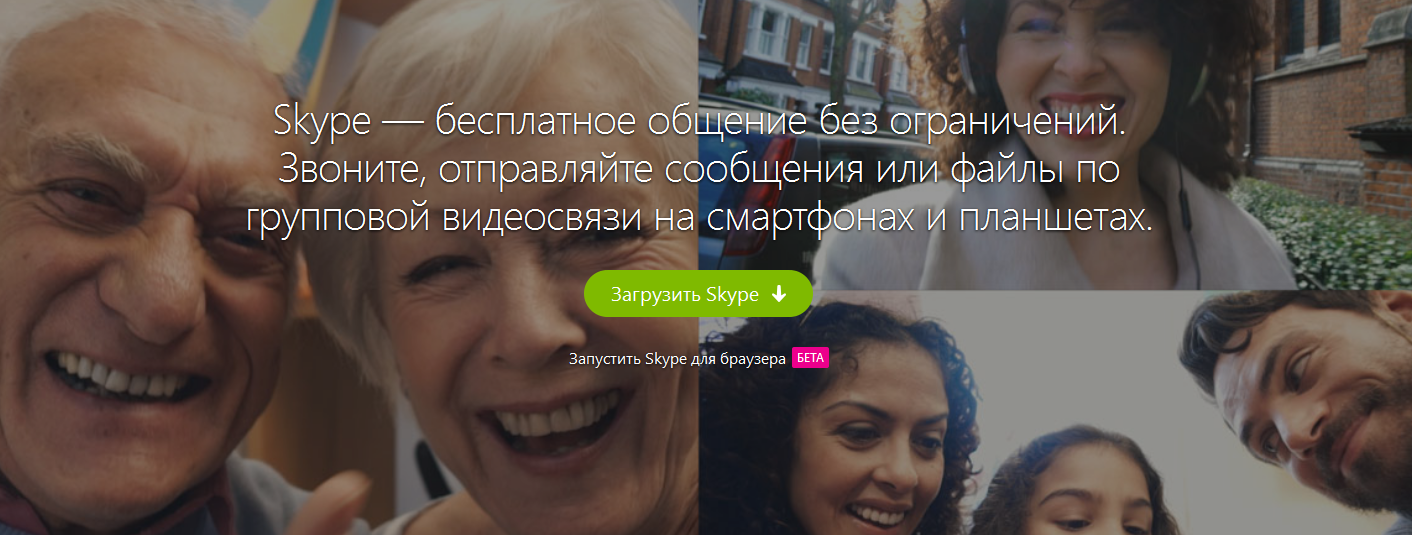 Skype — бесплатное общение без ограничений.
Звоните, отправляйте сообщения или файлы по
групповой видеосвязи на смартфонах и планшетах.
Загрузить Skype
Запустить Skype для браузера БЕТА